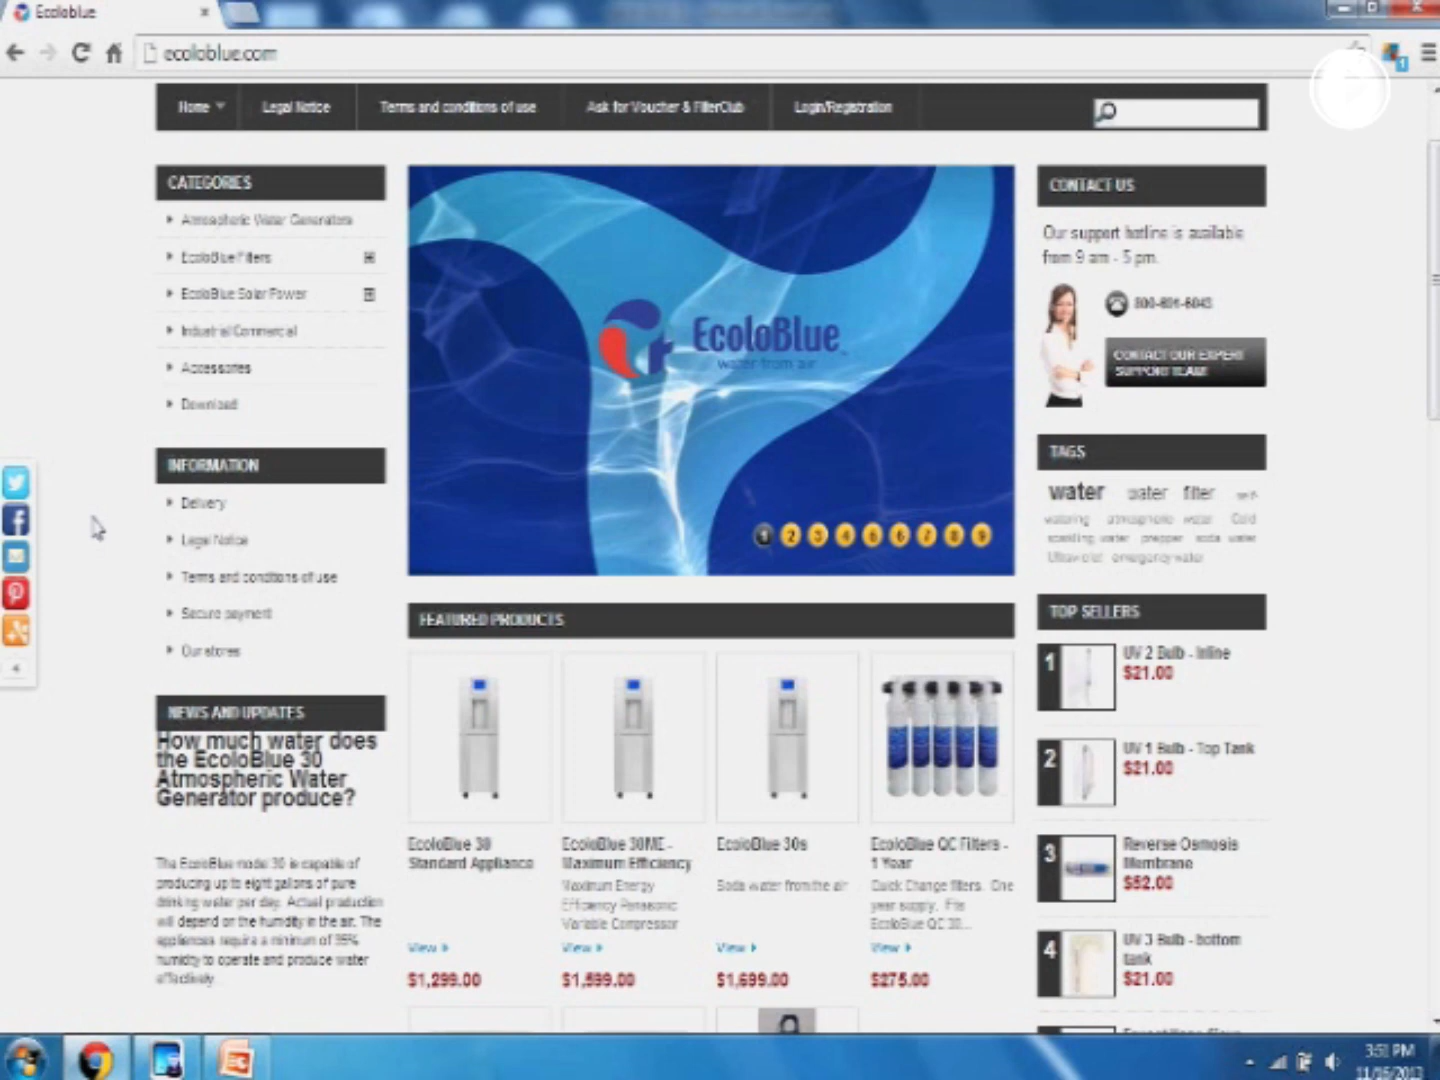 Ecoloblue
ecoloblue.com
Home
Legal Notice
Terms and conditions of use
Ask for Voucher & FilterClub
Login/Registration
CATEGORIES
Atmospheric Water Generators
EcoloBlue Filters
EcoloBlue Solar Power
Industrial Commercial
Accessories
Download
INFORMATION
Delivery
Legal Notice
Terms and conditions of use
Secure payment
Our stores
NEWS AND UPDATES
How much water does
the EcoloBlue 30
Atmospheric Water
Generator produce?
The EcoloBlue model 30 is capable of
producing up to eight gallons of pure
drinking water per day. Actual production
will depend on the humidity in the air. The
appliances require a minimum of 35%
humidity to operate and produce water
effectively.
EcoloBlue
water from air
1 2 3 4 5 6 7 8 9
FEATURED PRODUCTS
EcoloBlue 30
Standard Appliance
View
$1,299.00
EcoloBlue 30ME -
Maximum Efficiency
Maximum Energy
Efficiency Panasonic
Variable Compressor
View
$1,599.00
EcoloBlue 30s
Soda water from the air
View
$1,699.00
EcoloBlue QC Filters -
1 Year
Quick Change filters. One
year supply. Fits
EcoloBlue QC 30...
View
$275.00
CONTACT US
Our support hotline is available
from 9 am - 5 pm.
CONTACT OUR EXPERT
SUPPORT TEAM
TAGS
water water filter
watering atmospheric water Cold
sparkling water prepper soda water
Ultraviolet emergency water
TOP SELLERS
1
UV 2 Bulb - Inline
$21.00
2
UV 1 Bulb - Top Tank
$21.00
3
Reverse Osmosis
Membrane
$52.00
4
UV 3 Bulb - bottom
tank
$21.00
3:51 PM
11/16/2013